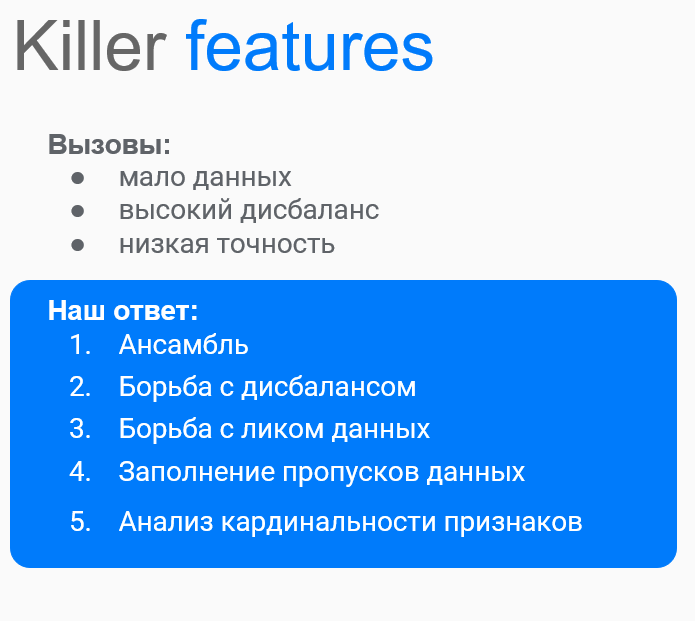 Killer features
Вызовы:
● мало данных
● высокий дисбаланс
● низкая точность
Наш ответ:
1. Ансамбль
2. Борьба с дисбалансом
3. Борьба с ликом данных
4. Заполнение пропусков данных
5. Анализ кардинальности признаков